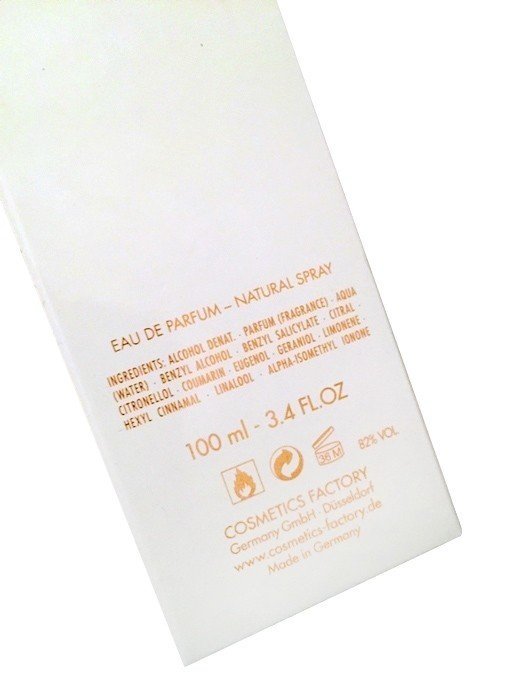 EAU DE PARFUM – NATURAL SPRAY
INGREDIENTS: ALCOHOL DENAT. · PARFUM (FRAGRANCE) · AQUA
(WATER) · BENZYL ALCOHOL · BENZYL SALICYLATE · CITRAL ·
CITRONELLOL · COUMARIN · EUGENOL · GERANIOL · LIMONENE ·
HEXYL CINNAMAL · LINALOOL · ALPHA-ISOMETHYL IONONE
100 ml - 3.4 FL.OZ
36 M 82% VOL
COSMETICS FACTORY
Germany GmbH · Düsseldorf
www.cosmetics-factory.de
Made in Germany